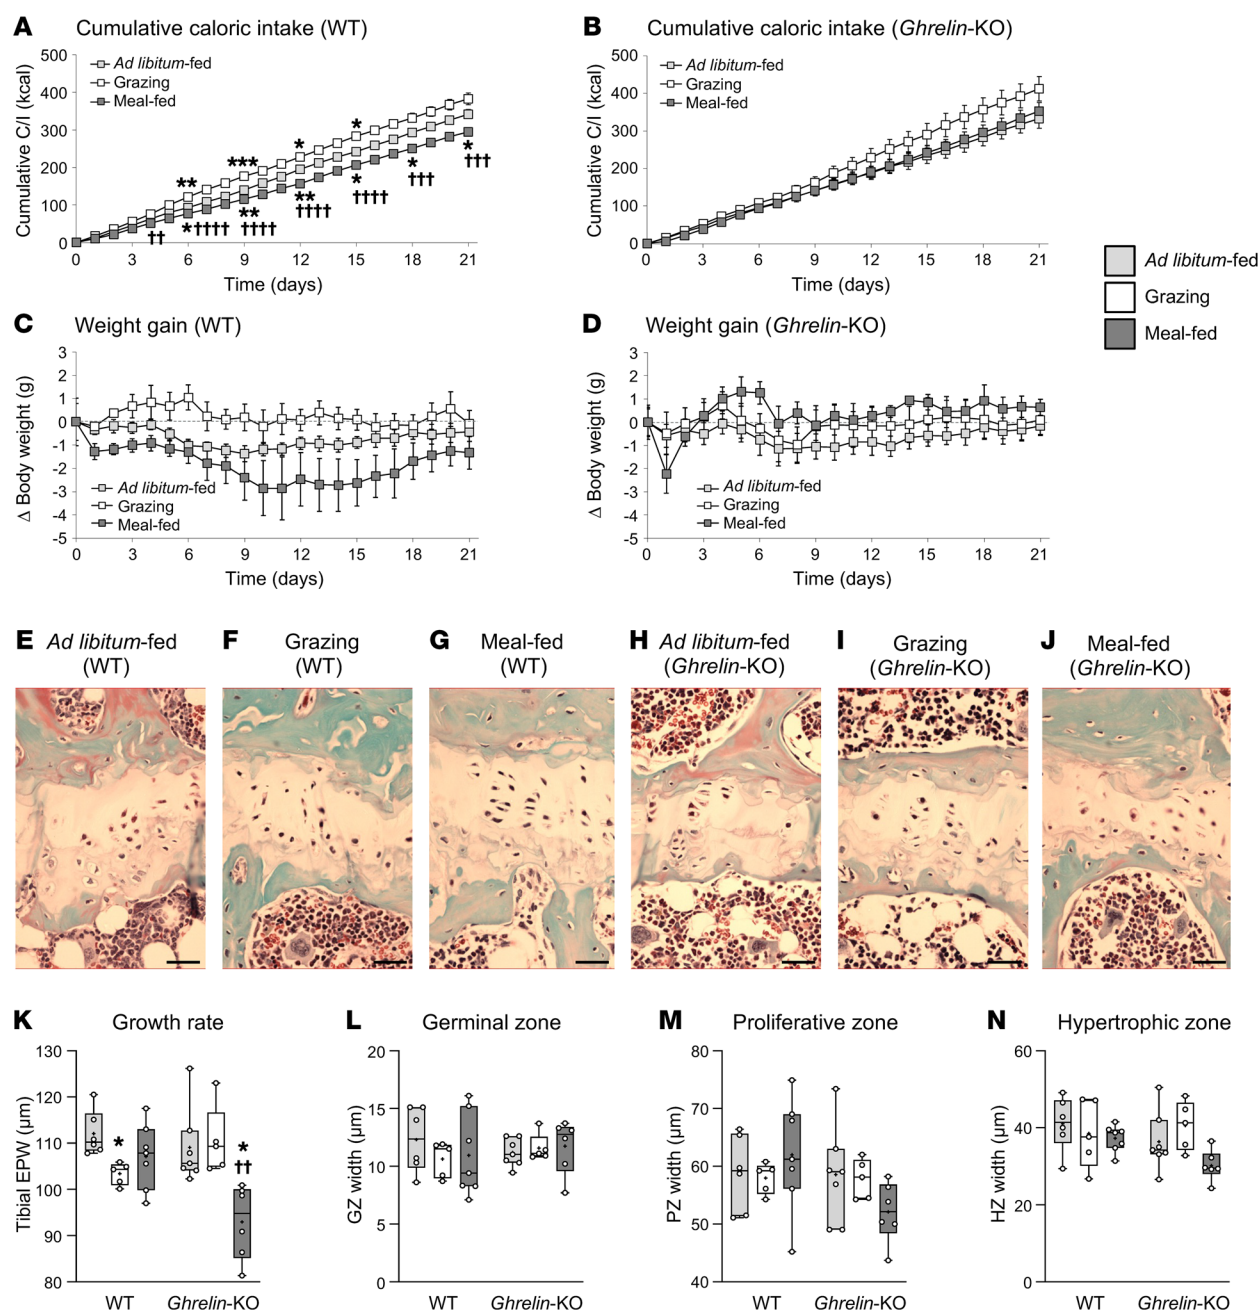 A Cumulative caloric intake (WT)
Cumulative C/I (kcal)
500
400
300
200
100
0
Ad libitum-fed
Grazing
Meal-fed
** *** * *
†† *†††† ** †††† ** †††† * †††† * ††† * †††
0 3 6 9 12 15 18 21
Time (days)
B Cumulative caloric intake (Ghrelin-KO)
Cumulative C/I (kcal)
500
400
300
200
100
0
Ad libitum-fed
Grazing
Meal-fed
0 3 6 9 12 15 18 21
Time (days)
Ad libitum-fed
Grazing
Meal-fed
C Weight gain (WT)
Δ Body weight (g)
3
2
1
0
-1
-2
-3
-4
-5
Ad libitum-fed
Grazing
Meal-fed
0 3 6 9 12 15 18 21
Time (days)
D Weight gain (Ghrelin-KO)
Δ Body weight (g)
3
2
1
0
-1
-2
-3
-4
-5
Ad libitum-fed
Grazing
Meal-fed
0 3 6 9 12 15 18 21
Time (days)
E Ad libitum-fed
(WT)
F Grazing
(WT)
G Meal-fed
(WT)
H Ad libitum-fed
(Ghrelin-KO)
I Grazing
(Ghrelin-KO)
J Meal-fed
(Ghrelin-KO)
K Growth rate
Tibial EPW (μm)
130
120
110
100
90
80
*
*
††
WT Ghrelin-KO
L Germinal zone
GZ width (μm)
20
15
10
5
0
WT Ghrelin-KO
M Proliferative zone
PZ width (μm)
80
70
60
50
40
WT Ghrelin-KO
N Hypertrophic zone
HZ width (μm)
60
40
30
20
0
WT Ghrelin-KO